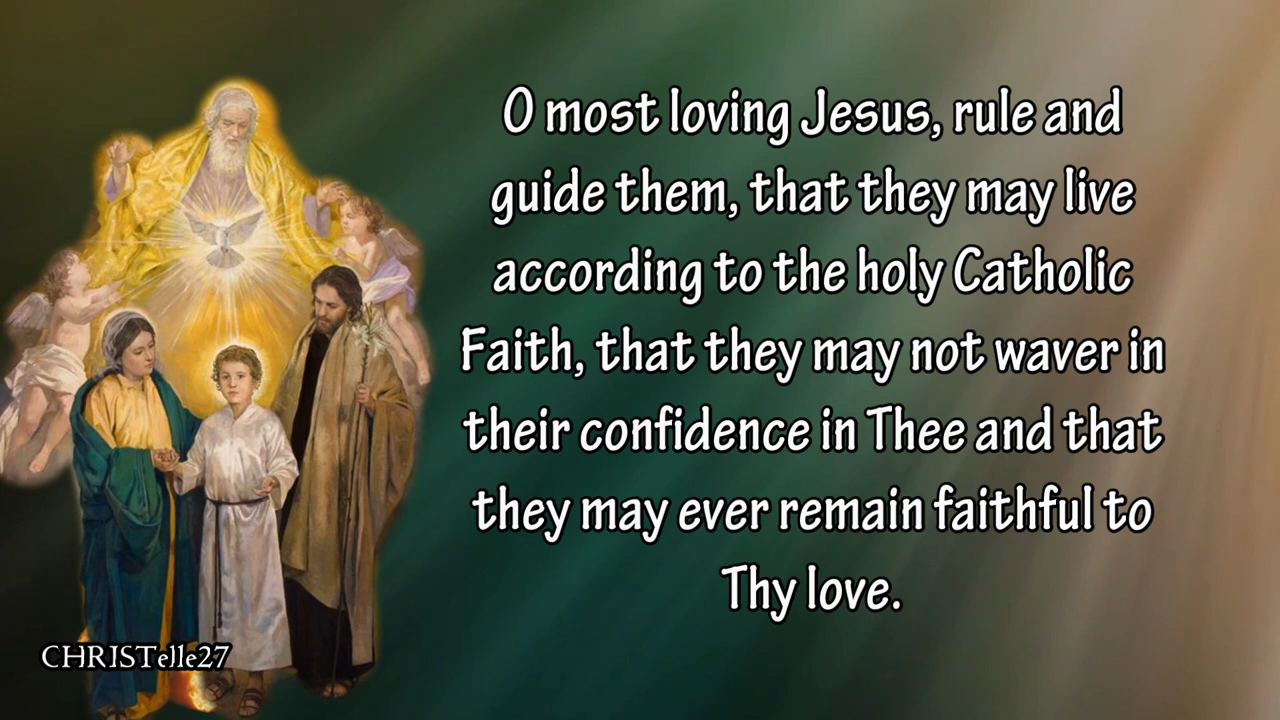 O most loving Jesus, rule and
guide them, that they may live
according to the holy Catholic
Faith, that they may not waver in
their confidence in Thee and that
they may ever remain faithful to
Thy love.
CHRISTelle27